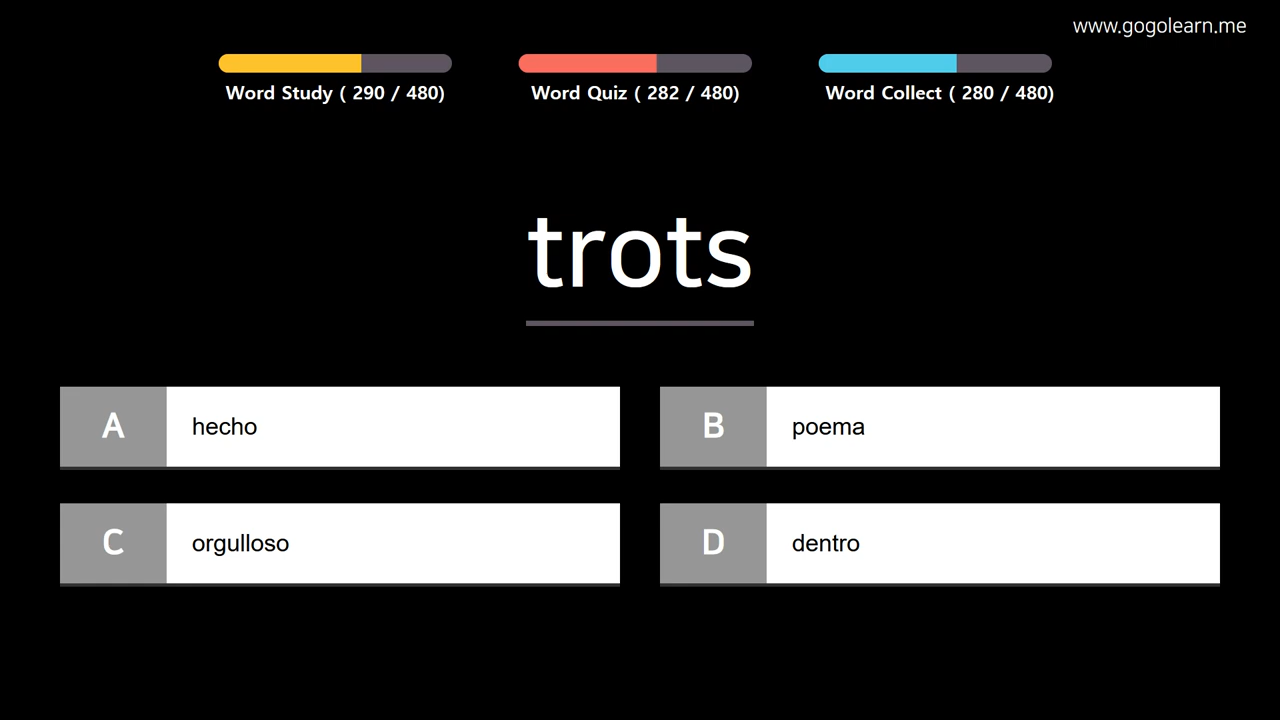 www.gogolearn.me
Word Study ( 290 / 480)
Word Quiz ( 282 / 480)
Word Collect ( 280 / 480)
trots
A hecho
B poema
C orgulloso
D dentro